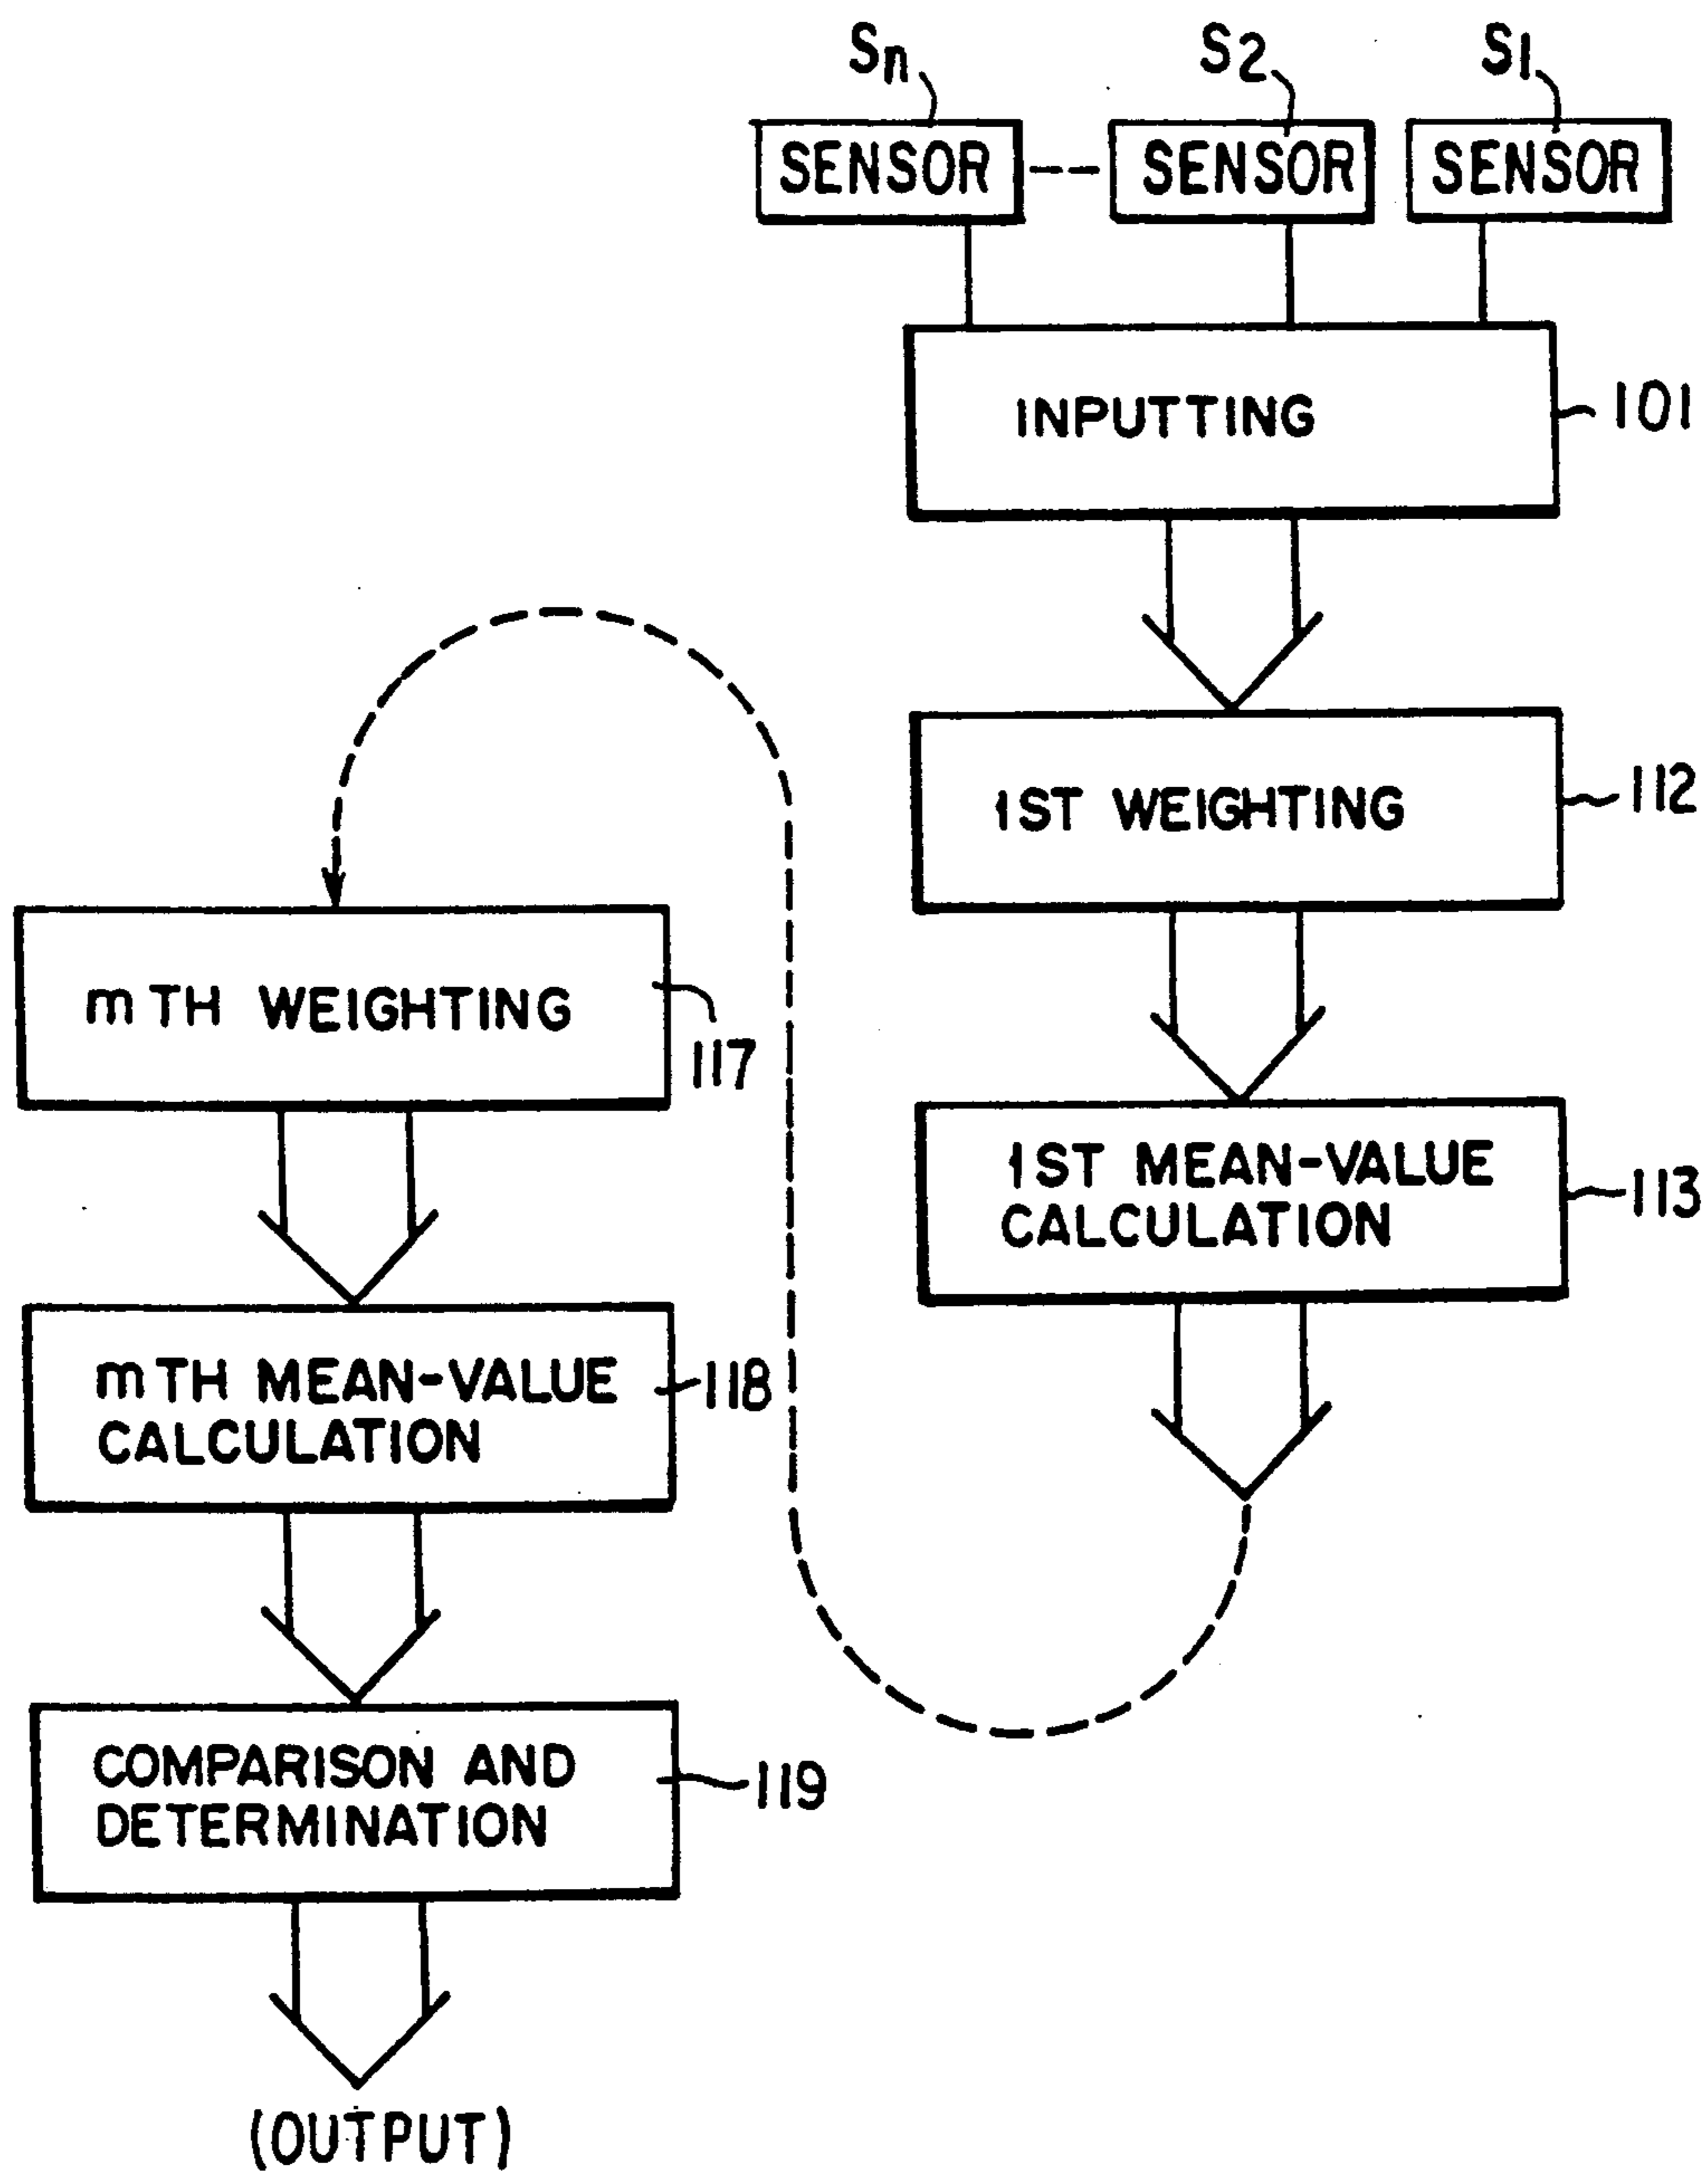 Sn S2 S1
SENSOR SENSOR SENSOR
INPUTTING 101
1ST WEIGHTING 112
1ST MEAN-VALUE
CALCULATION
113
mTH WEIGHTING
117
mTH MEAN-VALUE
CALCULATION
118
COMPARISON AND
DETERMINATION
119
(OUTPUT)